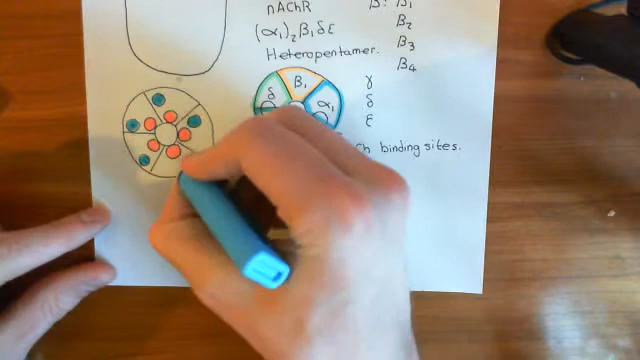 nAChR
(α₁)₂β₁δε
Heteropentamer.
β: β₁
β₂
β₃
β₄
γ
δ
ε
δ
β₁
α₁
binding sites.